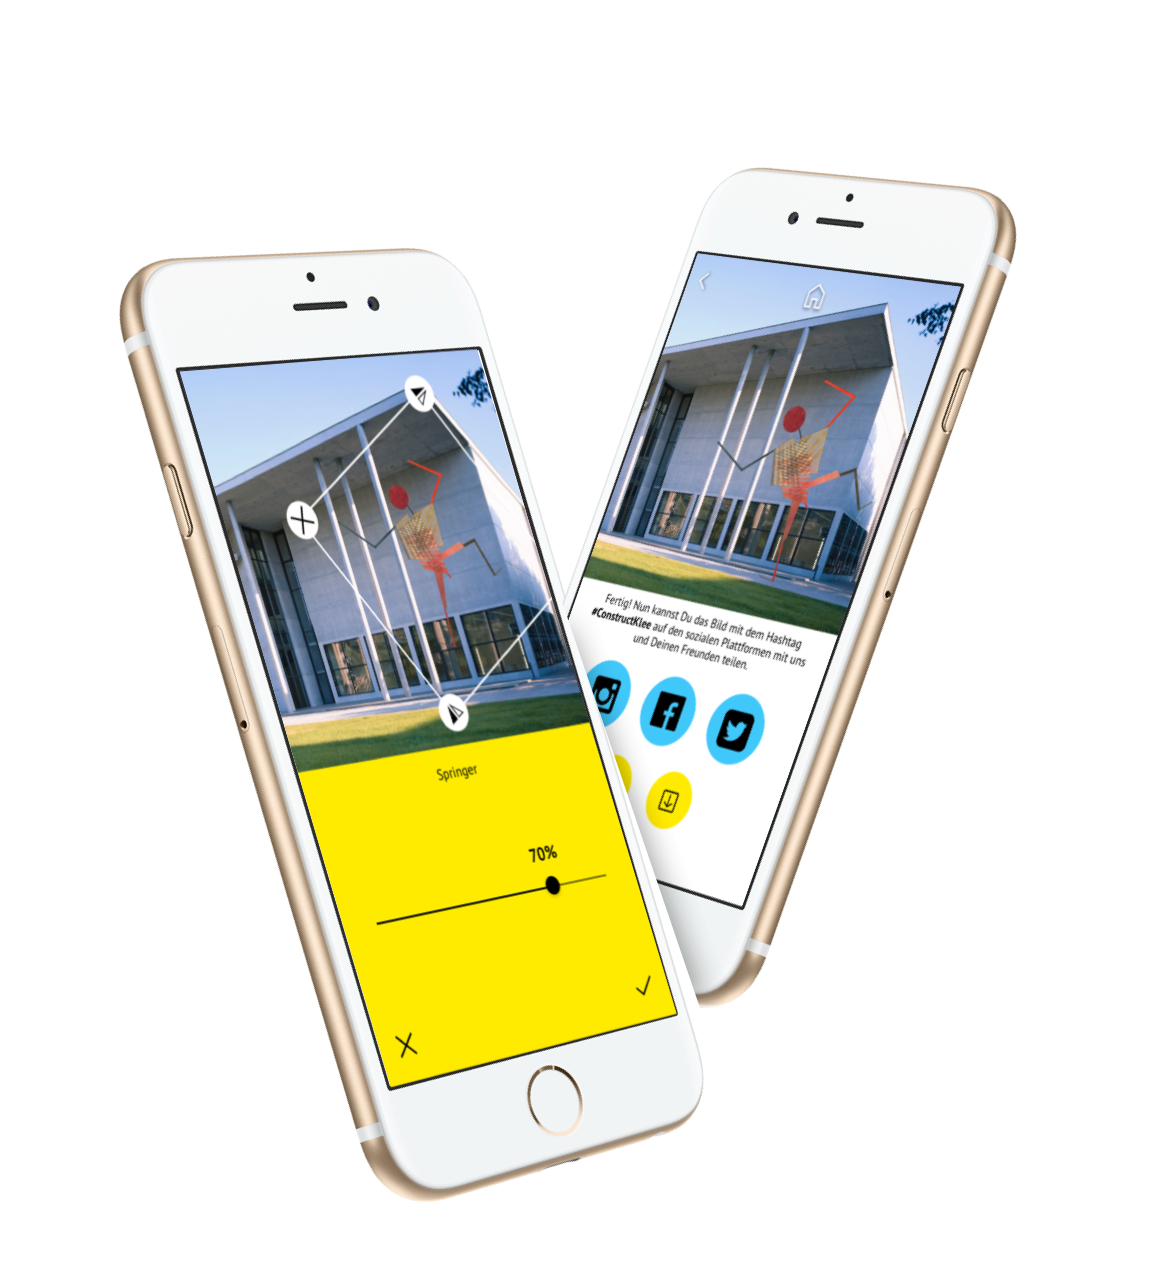 Springer
70%
Fertig! Nun kannst Du das Bild mit dem Hashtag
#ConstructKlee auf den sozialen Plattformen mit uns
und Deinen Freunden teilen.